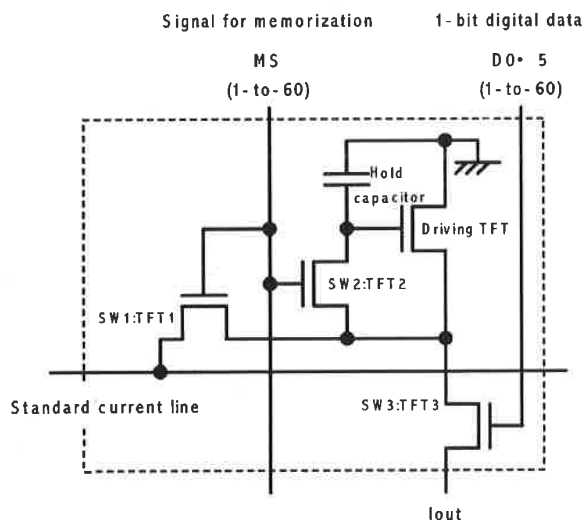 Signal for memorization
1-bit digital data
MS
(1-to-60)
D0• 5
(1-to-60)
Hold
capacitor
Driving TFT
SW2:TFT2
SW1:TFT1
Standard current line
SW3:TFT3
Iout